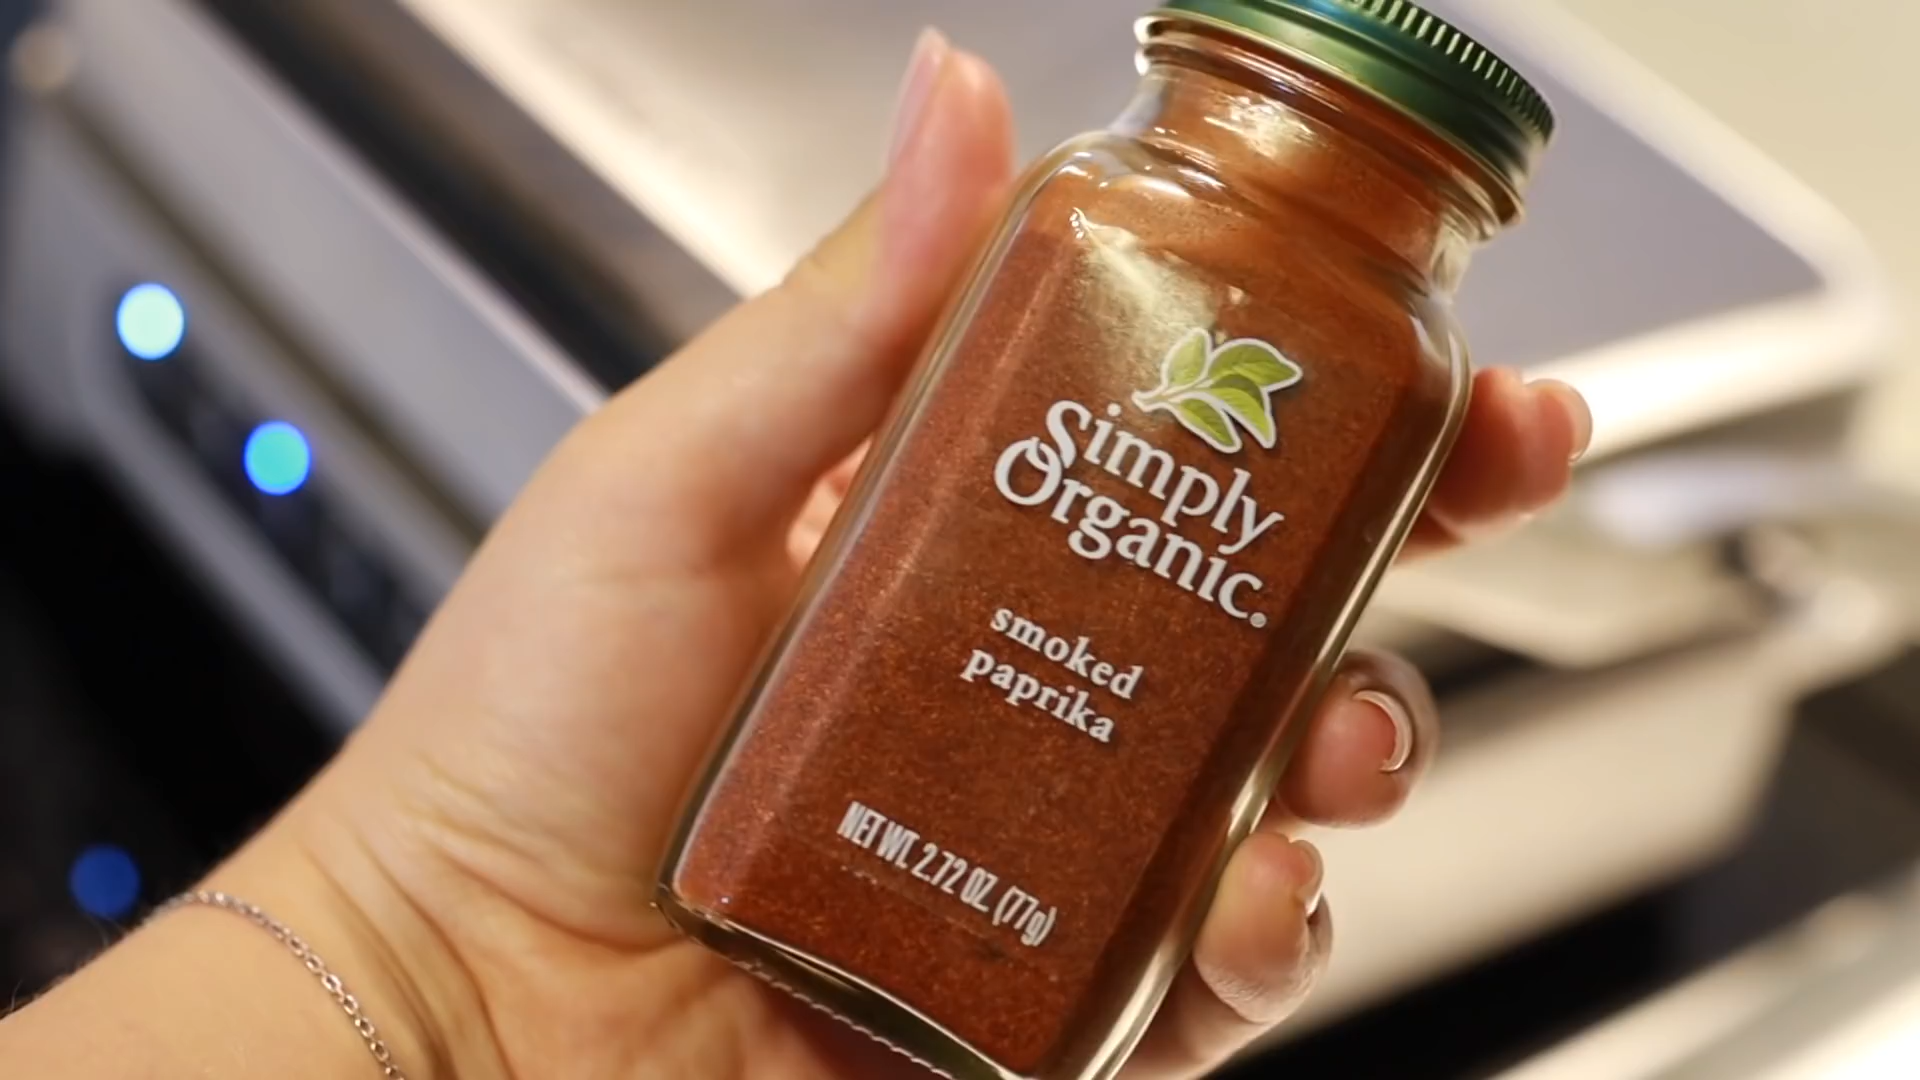 Simply
Organic®
smoked
paprika
NET WT. 2.72 OZ. (77g)